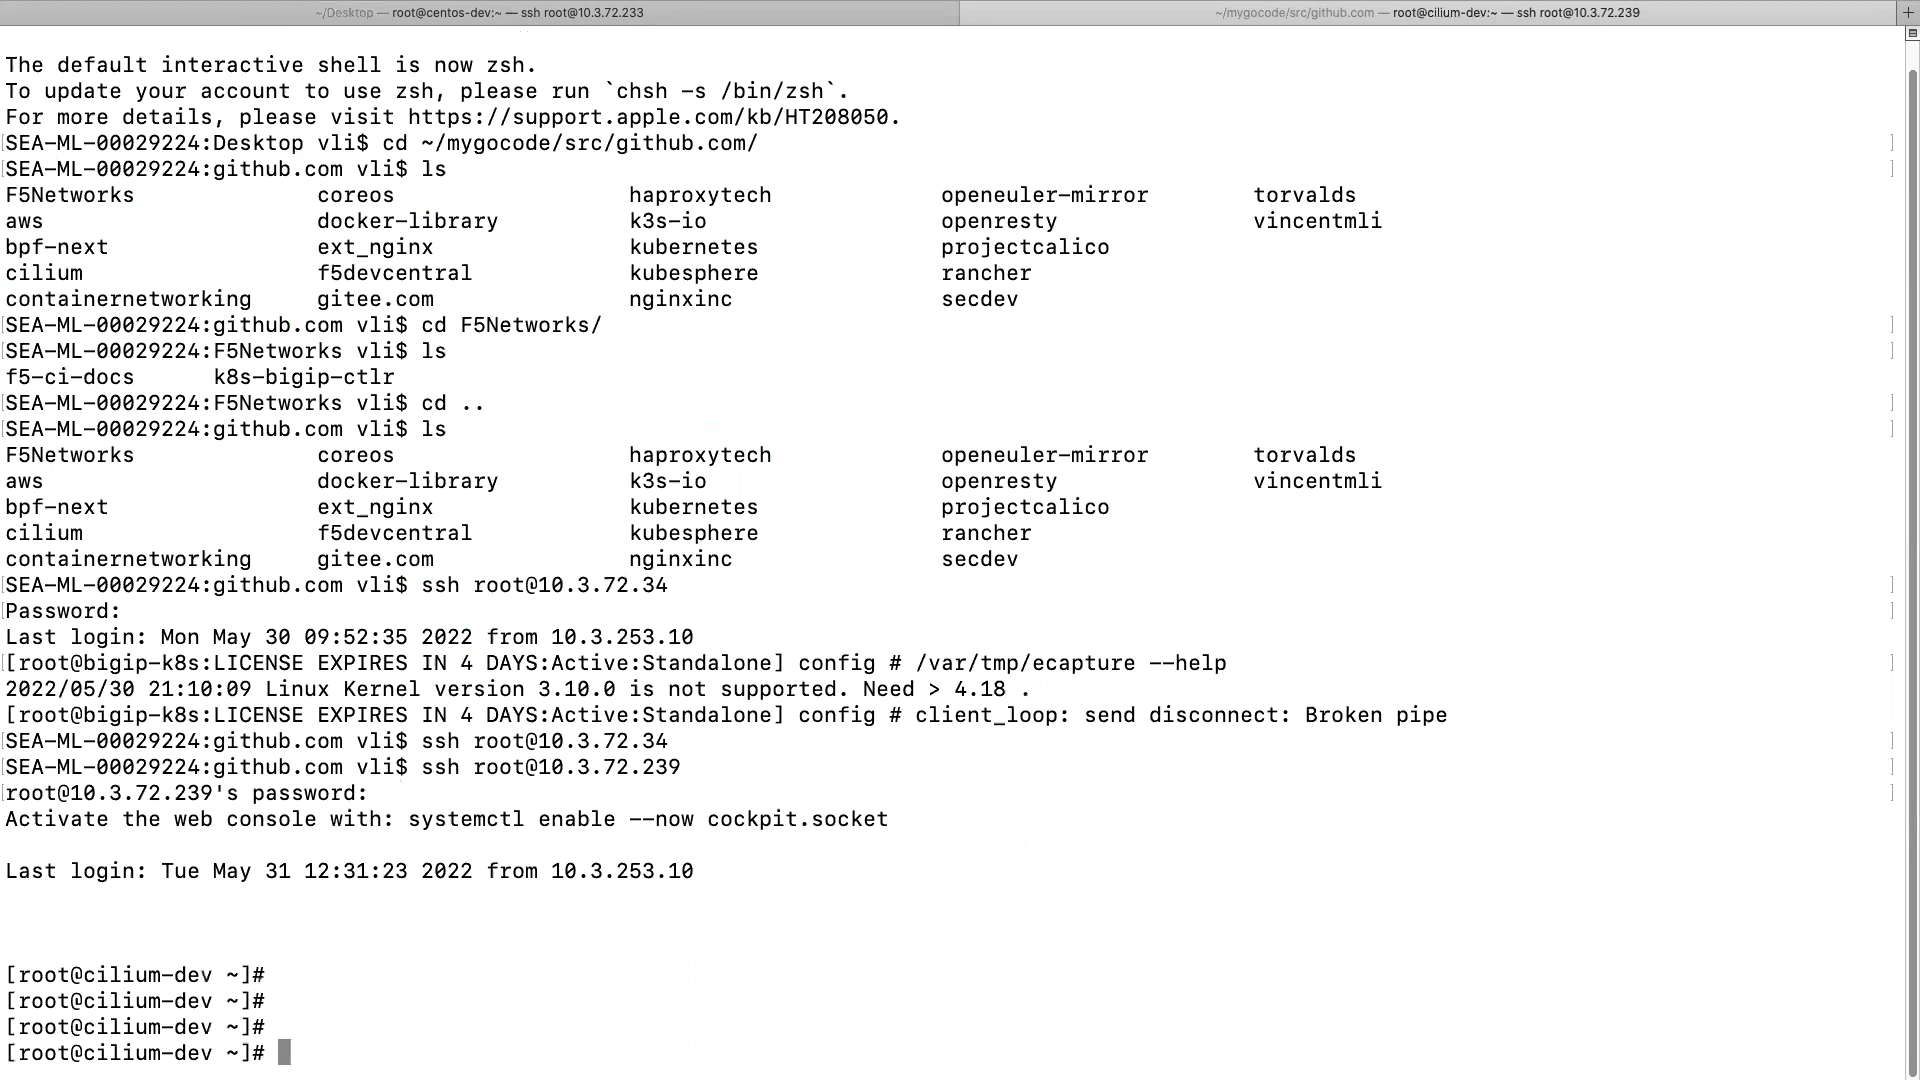 ~/Desktop — root@centos-dev:~ — ssh root@10.3.72.233
~/mygocode/src/github.com — root@cilium-dev:~ — ssh root@10.3.72.239
The default interactive shell is now zsh.
To update your account to use zsh, please run `chsh -s /bin/zsh`.
For more details, please visit https://support.apple.com/kb/HT208050.
SEA-ML-00029224:Desktop vli$ cd ~/mygocode/src/github.com/
SEA-ML-00029224:github.com vli$ ls
F5Networks coreos haproxytech openeuler-mirror torvalds
aws docker-library k3s-io openresty vincentmli
bpf-next ext_nginx kubernetes projectcalico
cilium f5devcentral kubesphere rancher
containernetworking gitee.com nginxinc secdev
SEA-ML-00029224:github.com vli$ cd F5Networks/
SEA-ML-00029224:F5Networks vli$ ls
f5-ci-docs k8s-bigip-ctlr
SEA-ML-00029224:F5Networks vli$ cd ..
SEA-ML-00029224:github.com vli$ ls
F5Networks coreos haproxytech openeuler-mirror torvalds
aws docker-library k3s-io openresty vincentmli
bpf-next ext_nginx kubernetes projectcalico
cilium f5devcentral kubesphere rancher
containernetworking gitee.com nginxinc secdev
SEA-ML-00029224:github.com vli$ ssh root@10.3.72.34
Password:
Last login: Mon May 30 09:52:35 2022 from 10.3.253.10
[root@bigip-k8s:LICENSE EXPIRES IN 4 DAYS:Active:Standalone] config # /var/tmp/ecapture --help
2022/05/30 21:10:09 Linux Kernel version 3.10.0 is not supported. Need > 4.18 .
[root@bigip-k8s:LICENSE EXPIRES IN 4 DAYS:Active:Standalone] config # client_loop: send disconnect: Broken pipe
SEA-ML-00029224:github.com vli$ ssh root@10.3.72.34
SEA-ML-00029224:github.com vli$ ssh root@10.3.72.239
root@10.3.72.239's password:
Activate the web console with: systemctl enable --now cockpit.socket
Last login: Tue May 31 12:31:23 2022 from 10.3.253.10
[root@cilium-dev ~]#
[root@cilium-dev ~]#
[root@cilium-dev ~]#
[root@cilium-dev ~]#